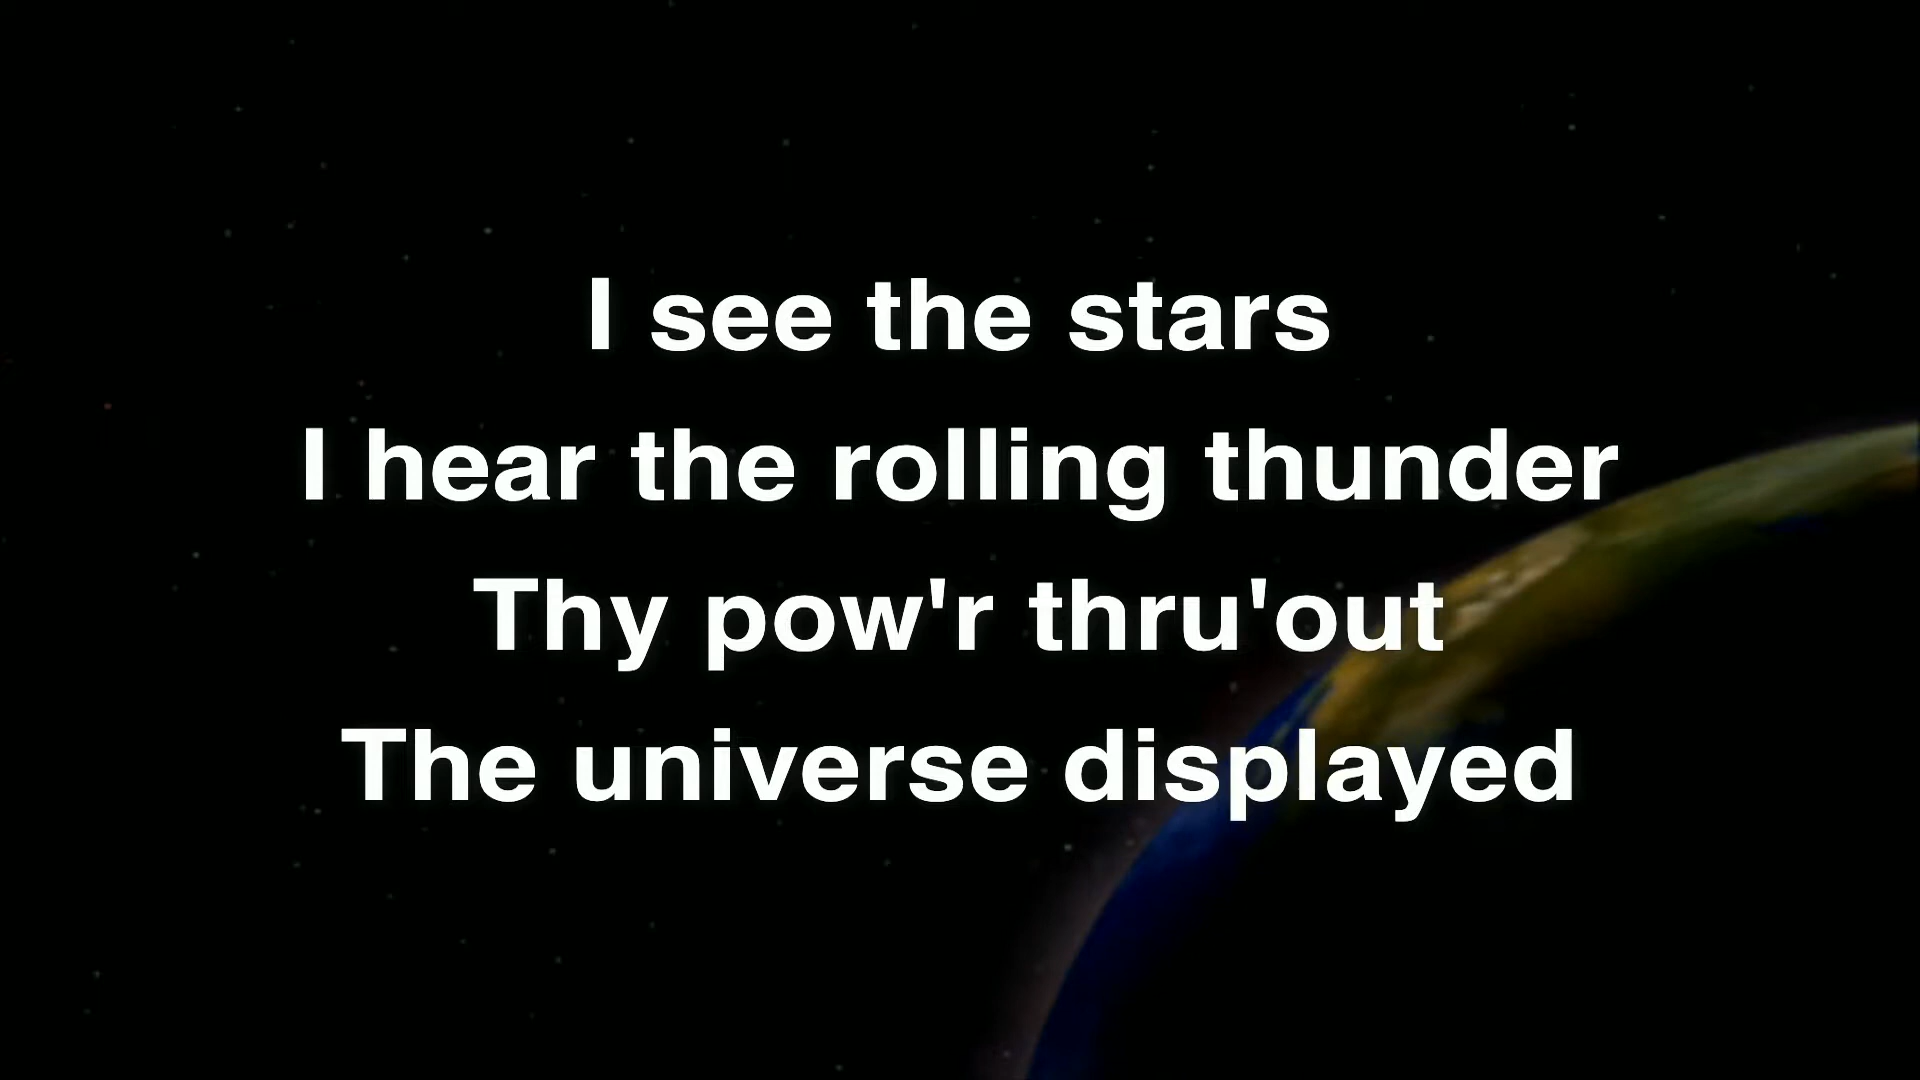 I see the stars
I hear the rolling thunder
Thy pow'r thru'out
The universe displayed